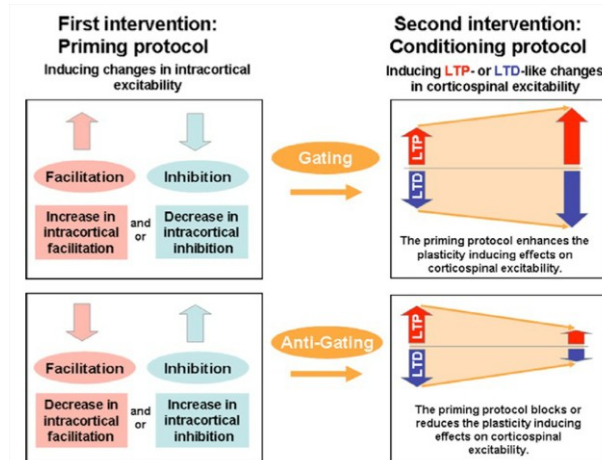 First intervention:
Priming protocol
Inducing changes in intracortical
excitability
Second intervention:
Conditioning protocol
Inducing LTP- or LTD-like changes
in corticospinal excitability
Facilitation
Inhibition
Increase in
intracortical
facilitation
and
or
Decrease in
intracortical
inhibition
Gating
LTP
LTD
The priming protocol enhances the
plasticity inducing effects on
corticospinal excitability.
Facilitation
Inhibition
Decrease in
intracortical
facilitation
and
or
Increase in
intracortical
inhibition
Anti-Gating
LTP
LTD
The priming protocol blocks or
reduces the plasticity inducing
effects on corticospinal
excitability.